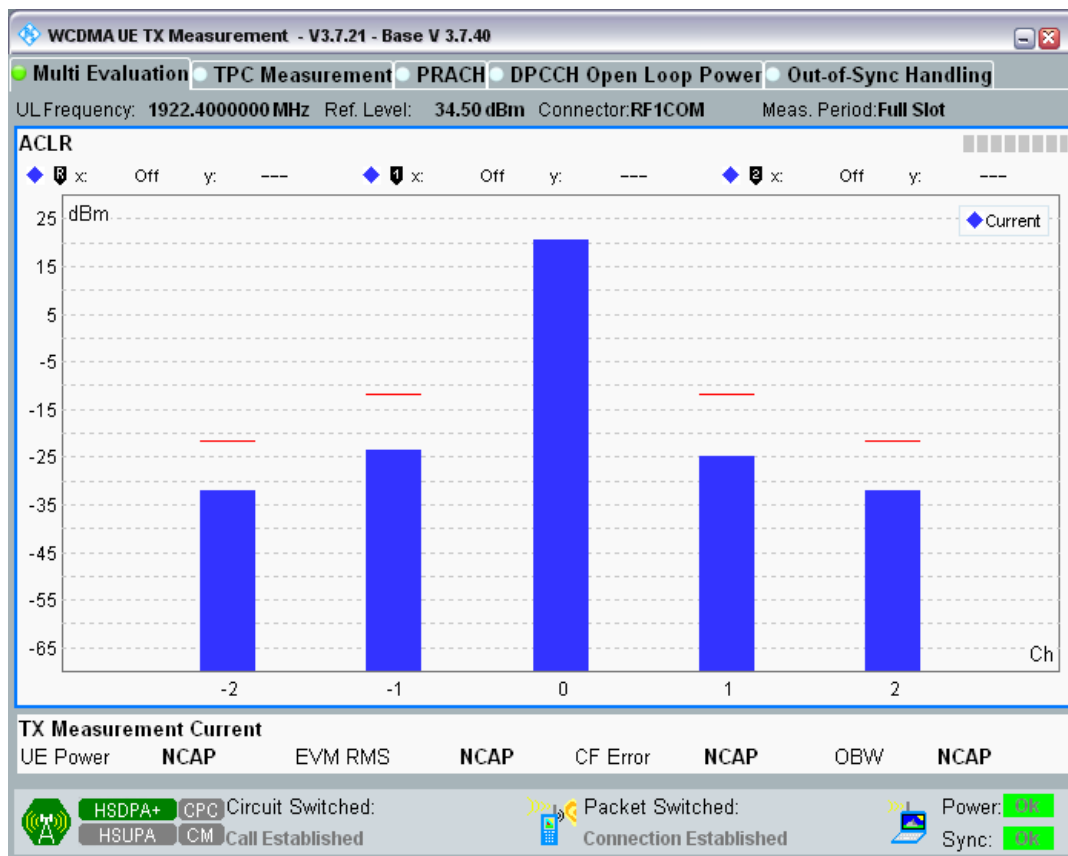 WCDMA UE TX Measurement - V3.7.21 - Base V 3.7.40
Multi Evaluation TPC Measurement PRACH DPCCH Open Loop Power Out-of-Sync Handling
UL Frequency: 1922.4000000 MHz Ref. Level: 34.50 dBm Connector:RF1COM Meas. Period:Full Slot
ACLR
R x: Off y: --- 1 x: Off y: --- 2 x: Off y: ---
dBm
Current
25
15
5
-5
-15
-25
-35
-45
-55
-65
Ch
-2 -1 0 1 2
TX Measurement Current
UE Power NCAP EVM RMS NCAP CF Error NCAP OBW NCAP
HSDPA+ CPC Circuit Switched: Packet Switched: Power: OK
HSUPA CM Call Established Connection Established Sync: OK